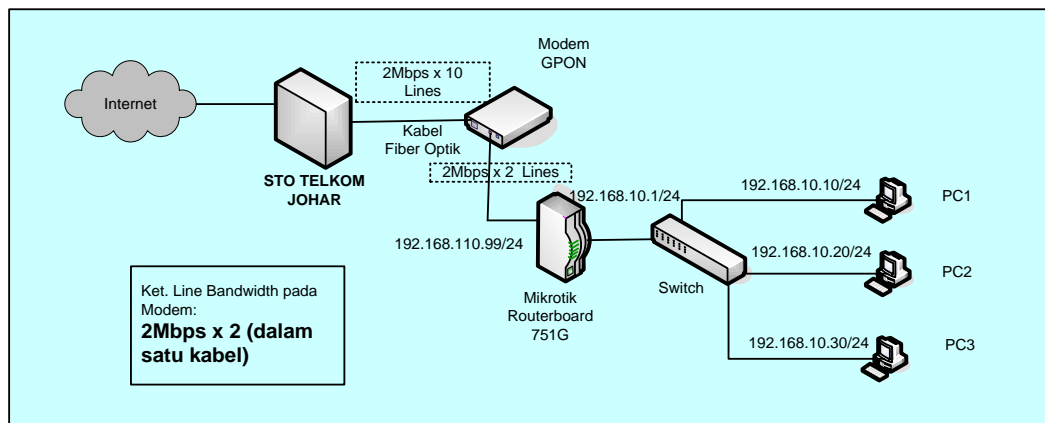 Modem
GPON
2Mbps x 10
Lines
Internet
Kabel
Fiber Optik
STO TELKOM
JOHAR
2Mbps x 2 Lines
192.168.10.1/24
192.168.110.99/24
Mikrotik
Routerboard
751G
Switch
192.168.10.10/24
PC1
192.168.10.20/24
PC2
192.168.10.30/24
PC3
Ket. Line Bandwidth pada
Modem:
2Mbps x 2 (dalam
satu kabel)